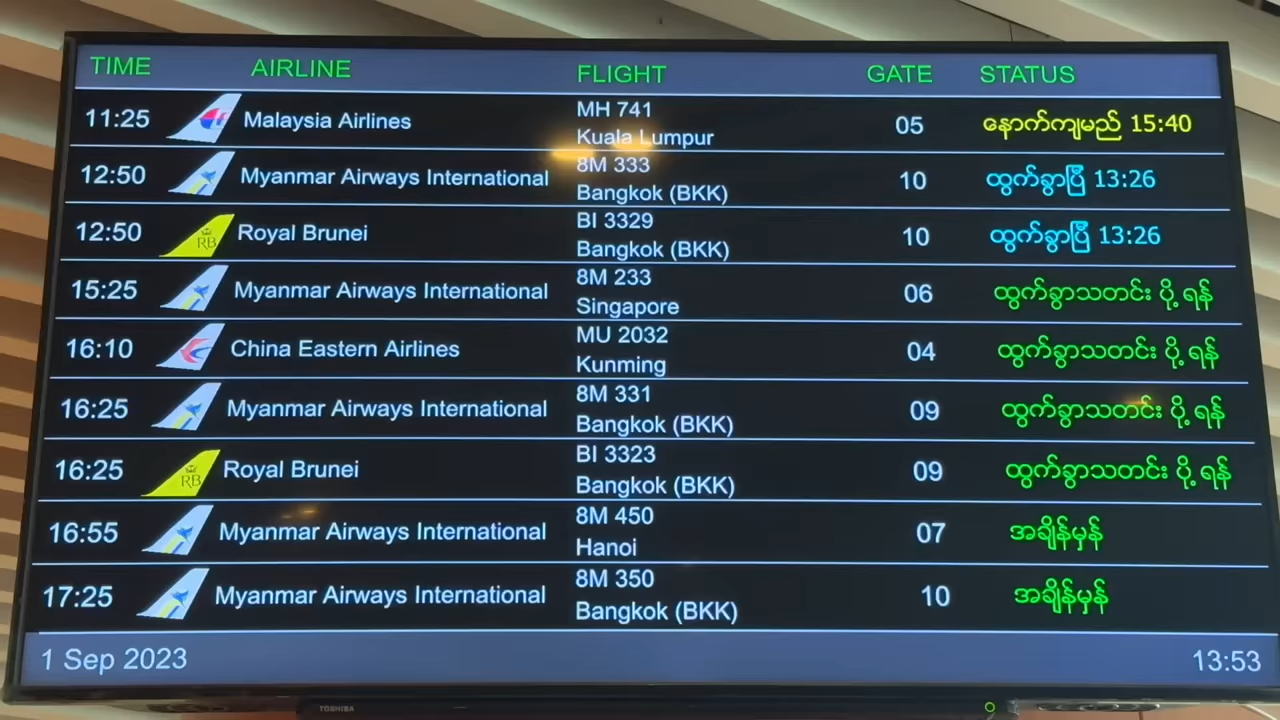 TIME AIRLINE FLIGHT GATE STATUS
11:25 Malaysia Airlines MH 741 05 နောက်ကျမည် 15:40
Kuala Lumpur
12:50 Myanmar Airways International 8M 333 10 ထွက်ခွာပြီ 13:26
Bangkok (BKK)
12:50 RB Royal Brunei BI 3329 10 ထွက်ခွာပြီ 13:26
Bangkok (BKK)
15:25 Myanmar Airways International 8M 233 06 ထွက်ခွာသတင်း ပို့ ရန်
Singapore
16:10 China Eastern Airlines MU 2032 04 ထွက်ခွာသတင်း ပို့ ရန်
Kunming
16:25 Myanmar Airways International 8M 331 09 ထွက်ခွာသတင်း ပို့ ရန်
Bangkok (BKK)
16:25 RB Royal Brunei BI 3323 09 ထွက်ခွာသတင်း ပို့ ရန်
Bangkok (BKK)
16:55 Myanmar Airways International 8M 450 07 အချိန်မှန်
Hanoi
17:25 Myanmar Airways International 8M 350 10 အချိန်မှန်
Bangkok (BKK)
1 Sep 2023 13:53
TOSHIBA